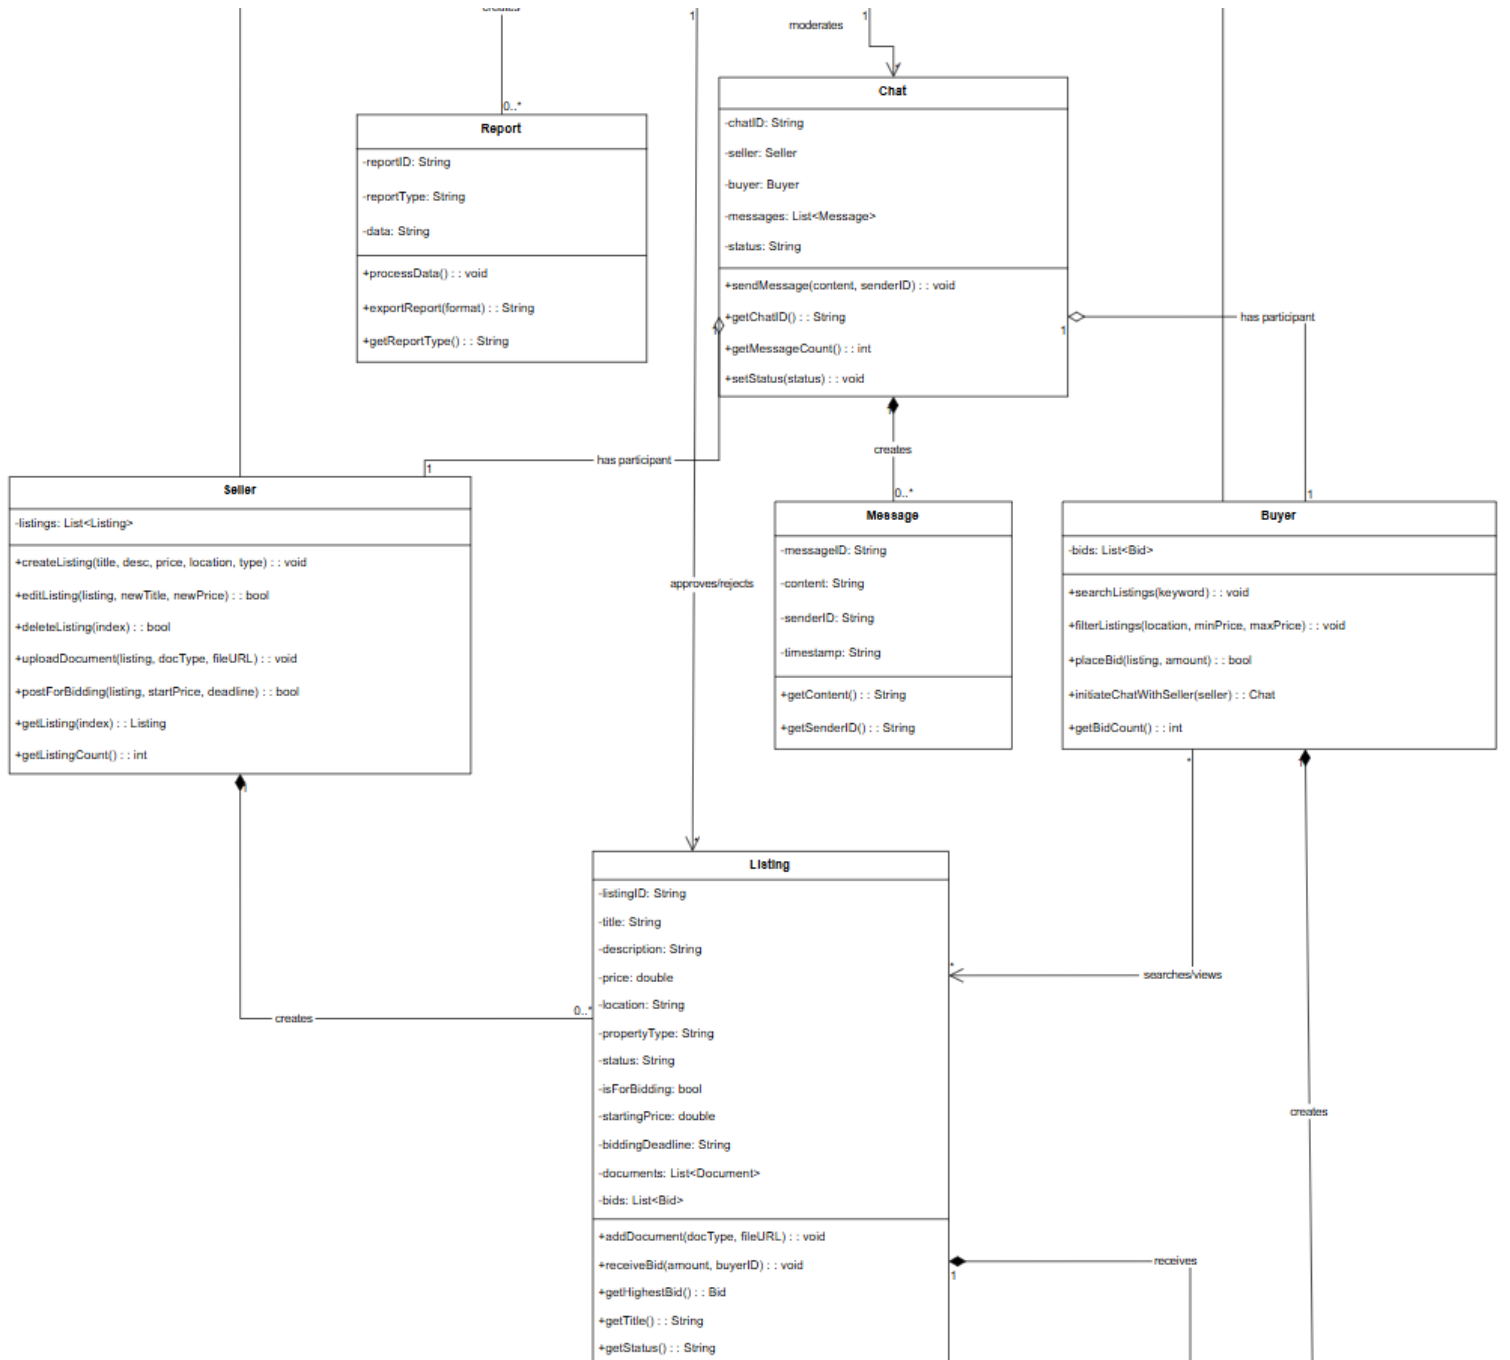 creates
1
1
moderates
*
0..*
Report
-reportID: String
-reportType: String
-data: String
+processData() : : void
+exportReport(format) : : String
+getReportType() : : String
Chat
-chatID: String
-seller: Seller
-buyer: Buyer
-messages: List<Message>
-status: String
+sendMessage(content, senderID) : : void
+getChatID() : : String
+getMessageCount() : : int
+setStatus(status) : : void
1
1
has participant
1
creates
has participant
1
0..*
1
Seller
-listings: List<Listing>
+createListing(title, desc, price, location, type) : : void
+editListing(listing, newTitle, newPrice) : : bool
+deleteListing(index) : : bool
+uploadDocument(listing, docType, fileURL) : : void
+postForBidding(listing, startPrice, deadline) : : bool
+getListing(index) : : Listing
+getListingCount() : : int
approves/rejects
Message
-messageID: String
-content: String
-senderID: String
-timestamp: String
+getContent() : : String
+getSenderID() : : String
Buyer
-bids: List<Bid>
+searchListings(keyword) : : void
+filterListings(location, minPrice, maxPrice) : : void
+placeBid(listing, amount) : : bool
+initiateChatWithSeller(seller) : : Chat
+getBidCount() : : int
1
*
1
*
Listing
-listingID: String
-title: String
-description: String
-price: double
-location: String
-propertyType: String
-status: String
-isForBidding: bool
-startingPrice: double
-biddingDeadline: String
-documents: List<Document>
-bids: List<Bid>
+addDocument(docType, fileURL) : : void
+receiveBid(amount, buyerID) : : void
+getHighestBid() : : Bid
+getTitle() : : String
+getStatus() : : String
*
searches/views
0..*
creates
creates
receives
1